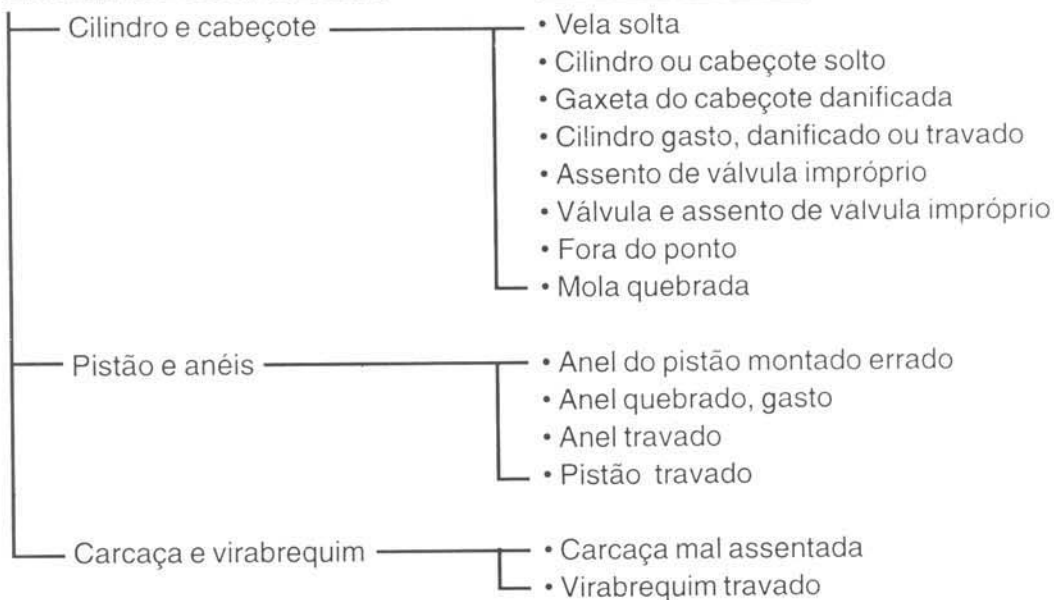 Cilindro e cabeçote • Vela solta
• Cilindro ou cabeçote solto
• Gaxeta do cabeçote danificada
• Cilindro gasto, danificado ou travado
• Assento de válvula impróprio
• Válvula e assento de valvula impróprio
• Fora do ponto
• Mola quebrada
Pistão e anéis • Anel do pistão montado errado
• Anel quebrado, gasto
• Anel travado
• Pistão travado
Carcaça e virabrequim • Carcaça mal assentada
• Virabrequim travado